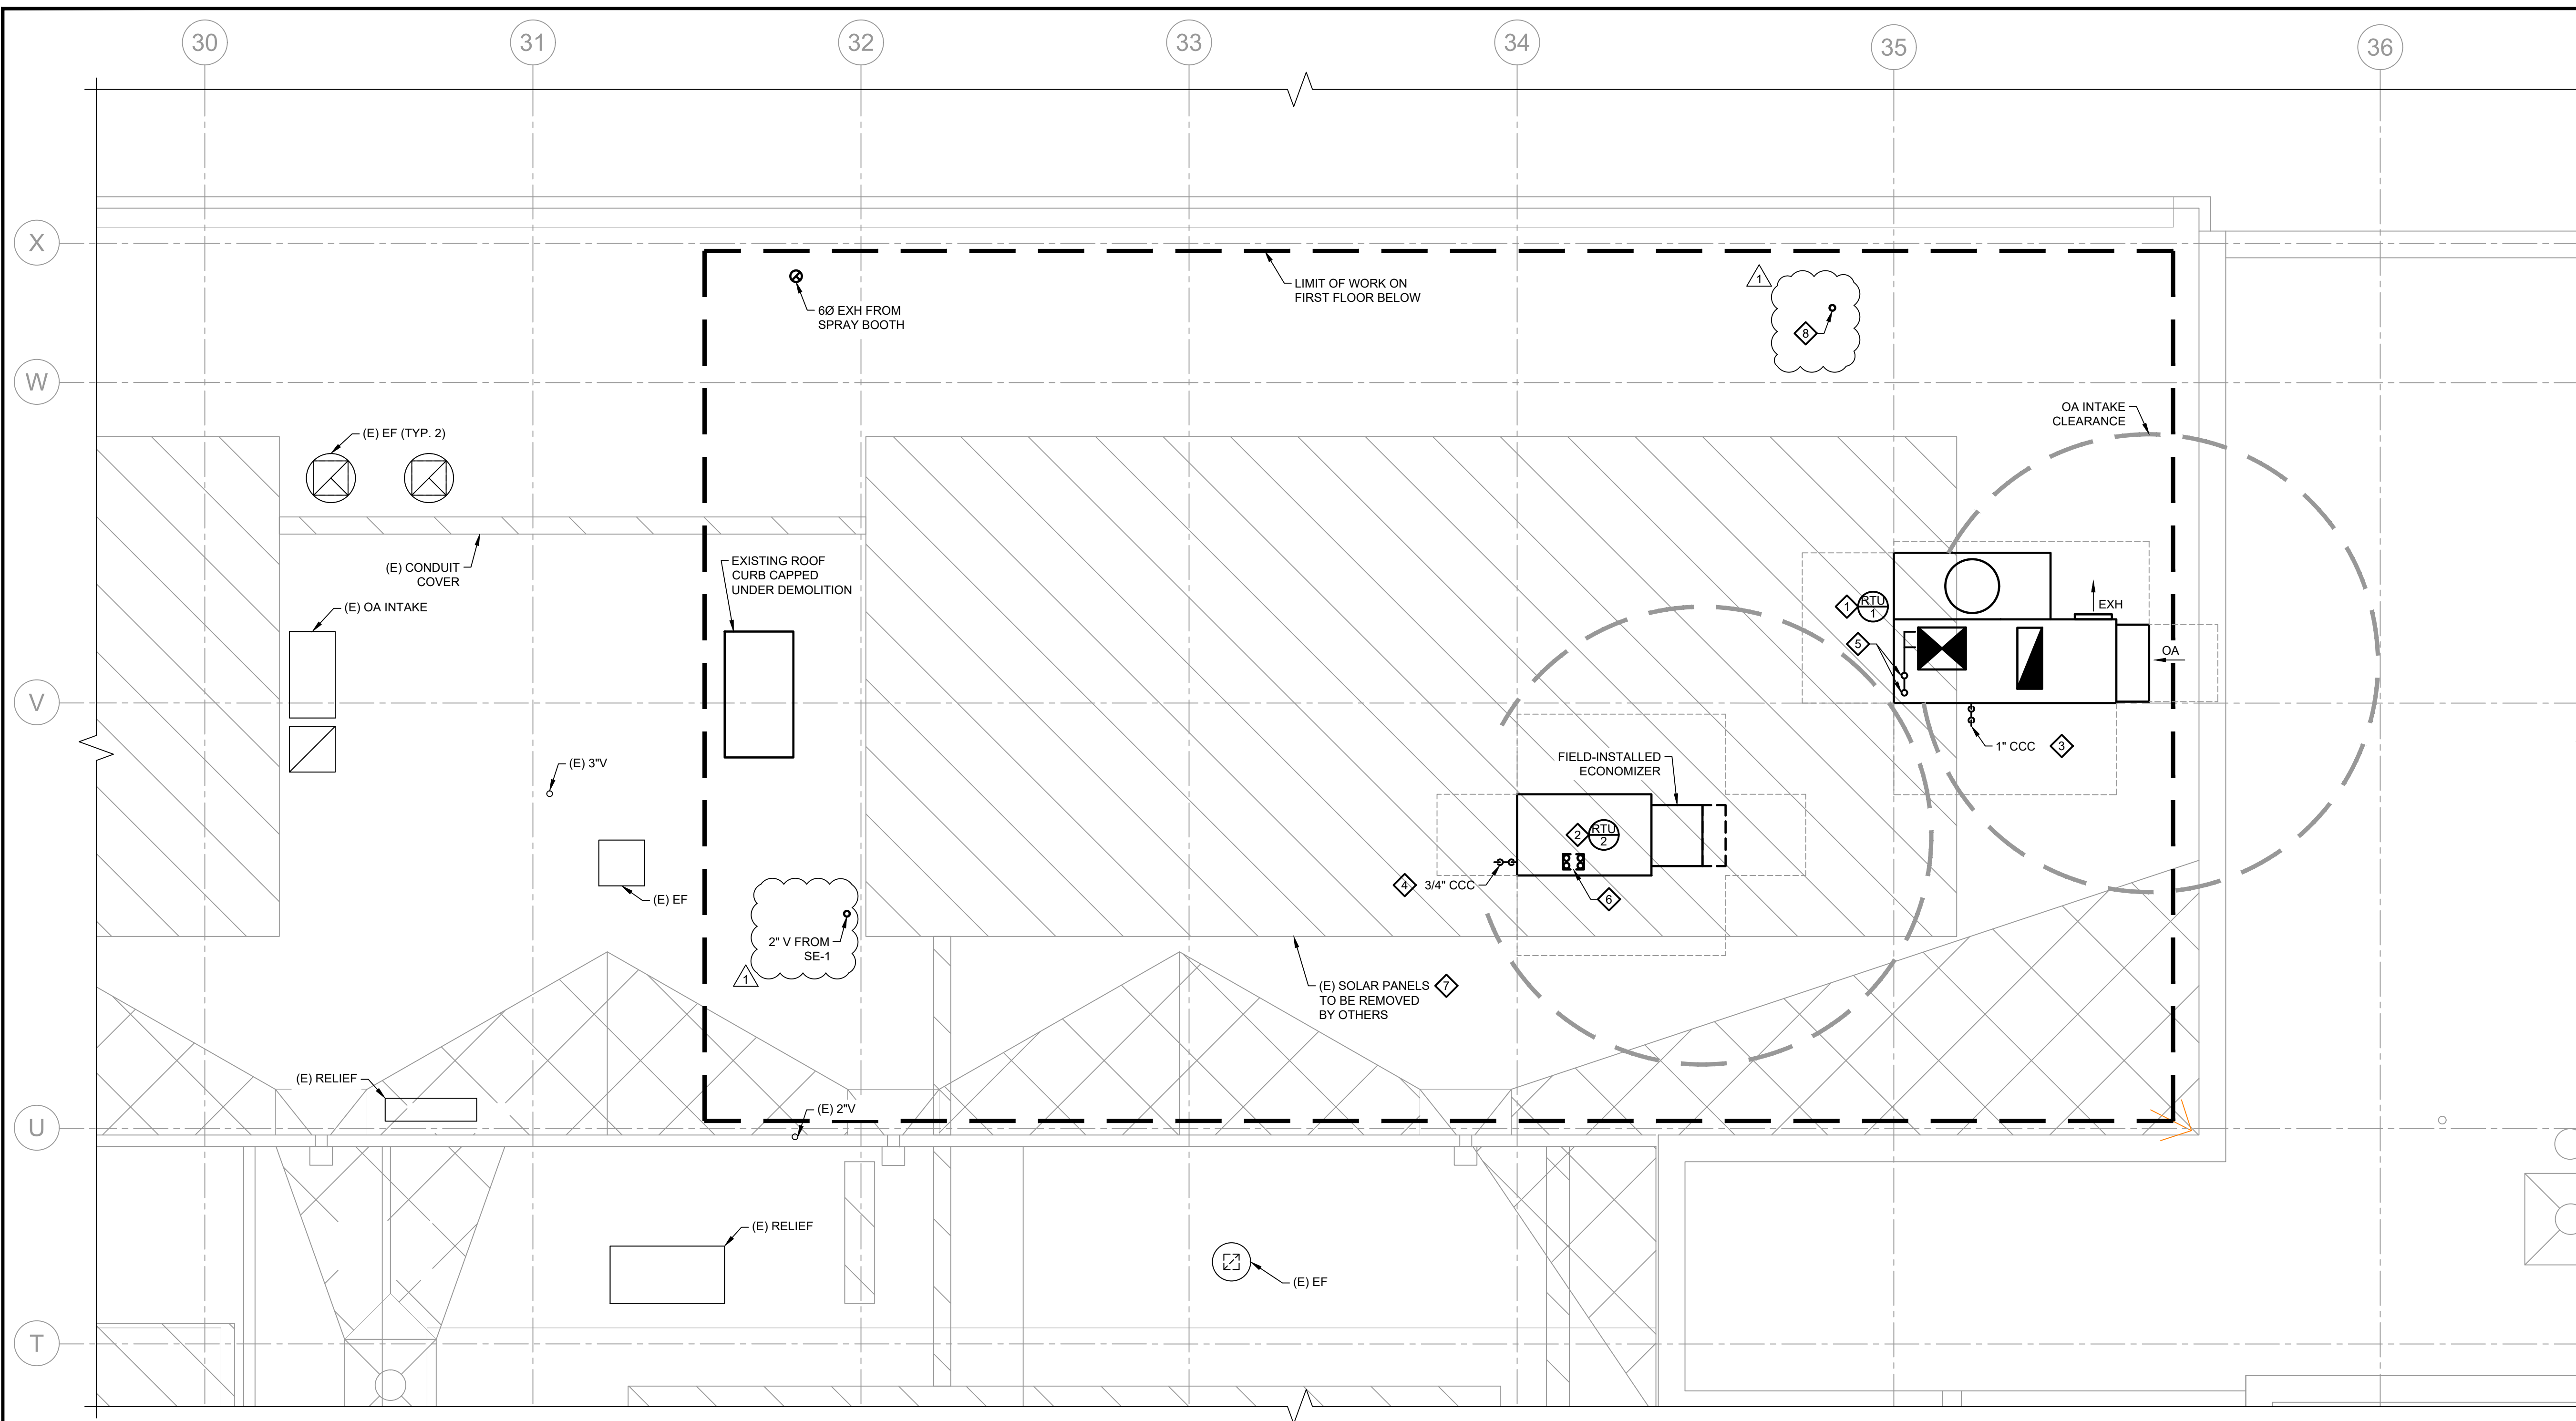 30
31
32
33
34
35
36
X
W
V
U
T
6Ø EXH FROM
SPRAY BOOTH
LIMIT OF WORK ON
FIRST FLOOR BELOW
1
8
OA INTAKE
CLEARANCE
(E) EF (TYP. 2)
(E) CONDUIT
COVER
EXISTING ROOF
CURB CAPPED
UNDER DEMOLITION
(E) OA INTAKE
1
RTU
1
EXH
5
OA
1" CCC
3
(E) 3"V
FIELD-INSTALLED
ECONOMIZER
2
RTU
2
4
3/4" CCC
6
(E) EF
2" V FROM
SE-1
1
(E) SOLAR PANELS
TO BE REMOVED
BY OTHERS
7
(E) RELIEF
(E) 2"V
(E) RELIEF
(E) EF